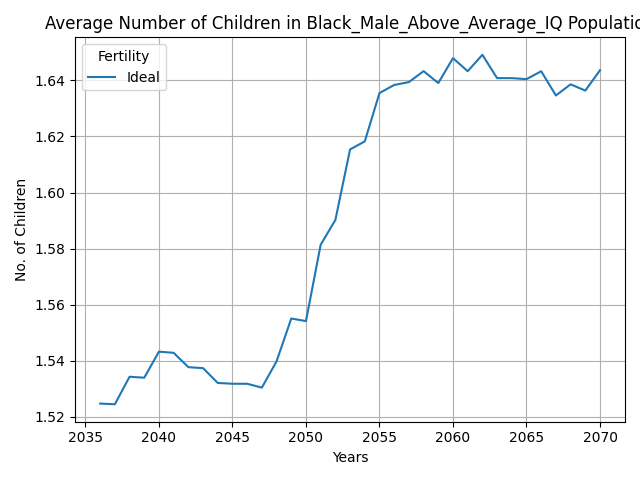 Average Number of Children in Black_Male_Above_Average_IQ Populatio
Fertility
Ideal
No. of Children
1.64
1.62
1.60
1.58
1.56
1.54
1.52
2035 2040 2045 2050 2055 2060 2065 2070
Years